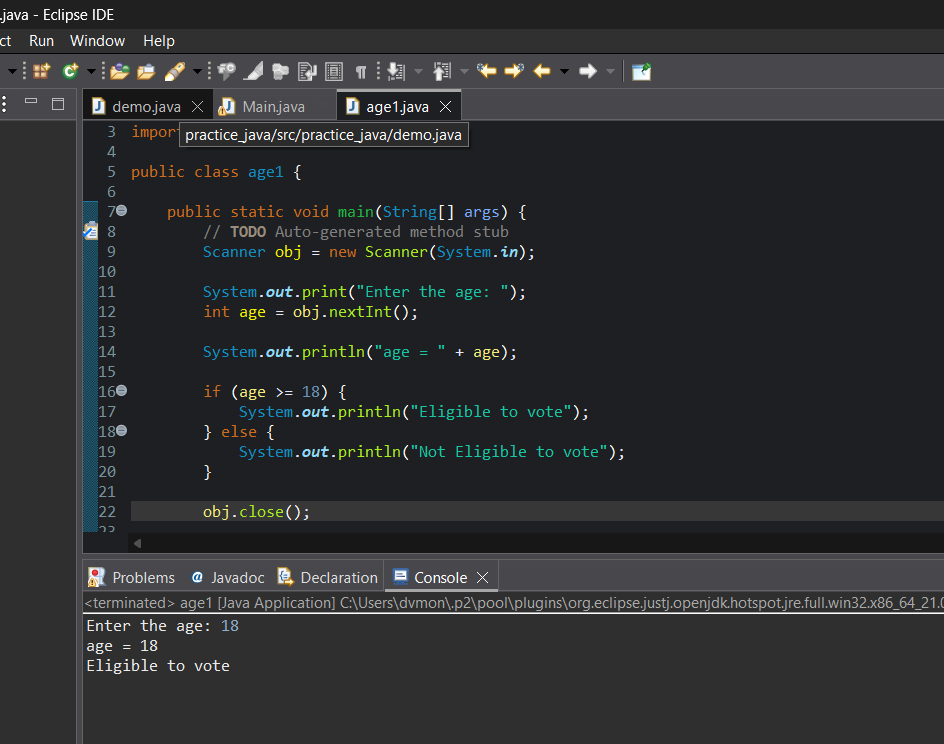 .java - Eclipse IDE
ct Run Window Help
demo.java Main.java age1.java
3 impor
practice_java/src/practice_java/demo.java
4
5 public class age1 {
6
7 public static void main(String[] args) {
8 // TODO Auto-generated method stub
9 Scanner obj = new Scanner(System.in);
10
11 System.out.print("Enter the age: ");
12 int age = obj.nextInt();
13
14 System.out.println("age = " + age);
15
16 if (age >= 18) {
17 System.out.println("Eligible to vote");
18 } else {
19 System.out.println("Not Eligible to vote");
20 }
21
22 obj.close();
23
Problems @ Javadoc Declaration Console
<terminated> age1 [Java Application] C:\Users\dvmon\.p2\pool\plugins\org.eclipse.justj.openjdk.hotspot.jre.full.win32.x86_64_21.0
Enter the age: 18
age = 18
Eligible to vote